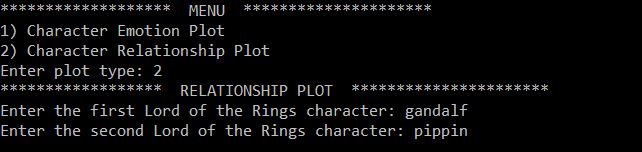 ******************* MENU *********************
1) Character Emotion Plot
2) Character Relationship Plot
Enter plot type: 2
****************** RELATIONSHIP PLOT **********************
Enter the first Lord of the Rings character: gandalf
Enter the second Lord of the Rings character: pippin